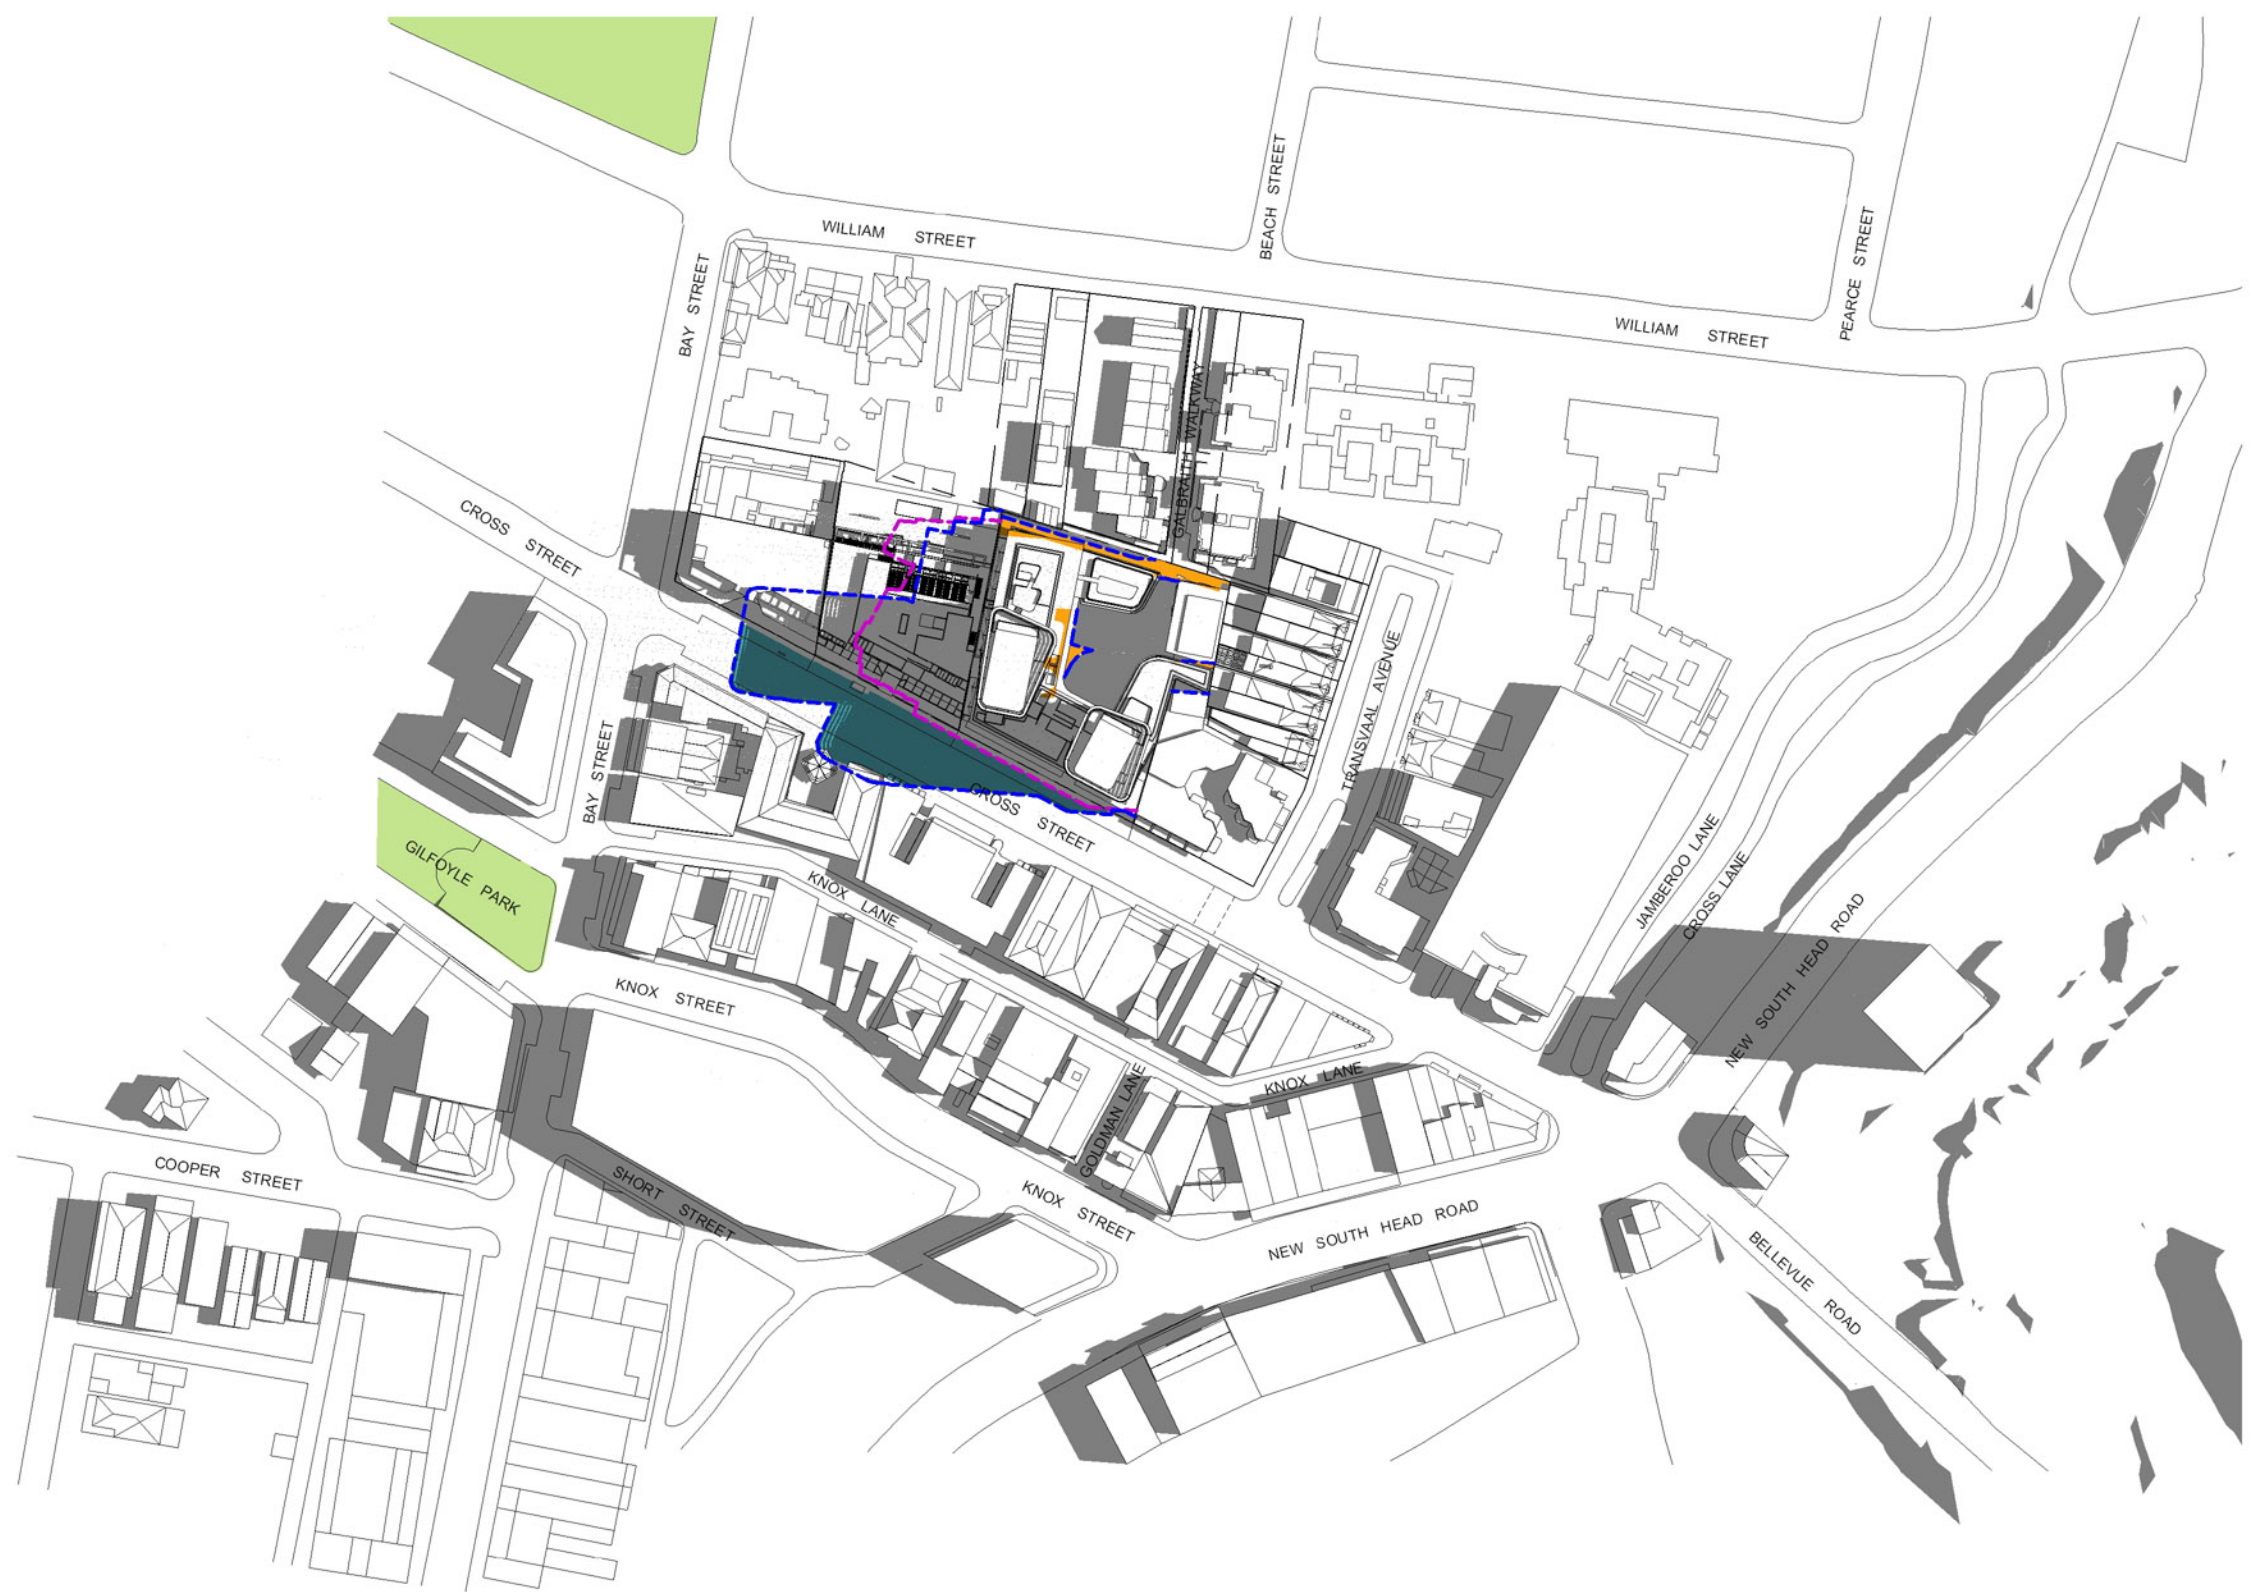 WILLIAM STREET
BEACH STREET
PEARCE STREET
BAY STREET
WILLIAM STREET
GALBRAITH WALKWAY
CROSS STREET
TRANSVAAL AVENUE
BAY STREET
CROSS STREET
GILFOYLE PARK
KNOX LANE
JAMBEROO LANE
CROSS LANE
NEW SOUTH HEAD ROAD
KNOX STREET
KNOX LANE
GOLDMAN LANE
COOPER STREET
SHORT STREET
KNOX STREET
NEW SOUTH HEAD ROAD
BELLEVUE ROAD